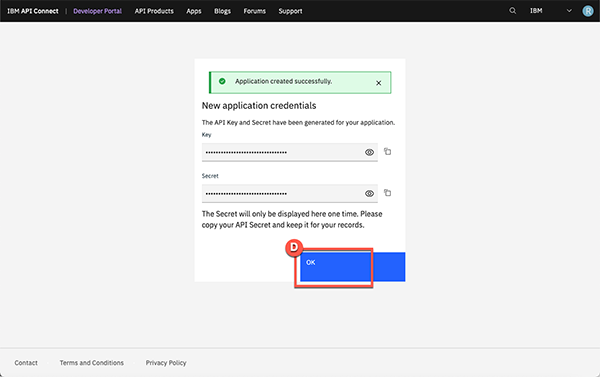 IBM API Connect | Developer Portal API Products Apps Blogs Forums Support IBM R
Application created successfully.
New application credentials
The API Key and Secret have been generated for your application.
Key
••••••••••••••••••••••••••••••••
Secret
••••••••••••••••••••••••••••••••
The Secret will only be displayed here one time. Please
copy your API Secret and keep it for your records.
D
OK
Contact Terms and Conditions Privacy Policy